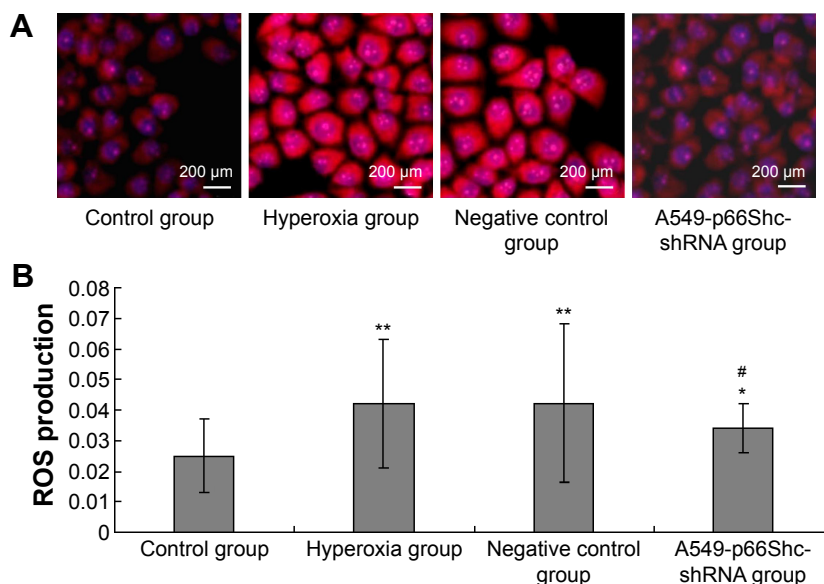 A
200 µm 200 µm 200 µm 200 µm
Control group Hyperoxia group Negative control group A549-p66Shc-shRNA group
B
ROS production
0.08
0.07
0.06
0.05
0.04
0.03
0.02
0.01
0
** ** # *
Control group Hyperoxia group Negative control group A549-p66Shc-shRNA group